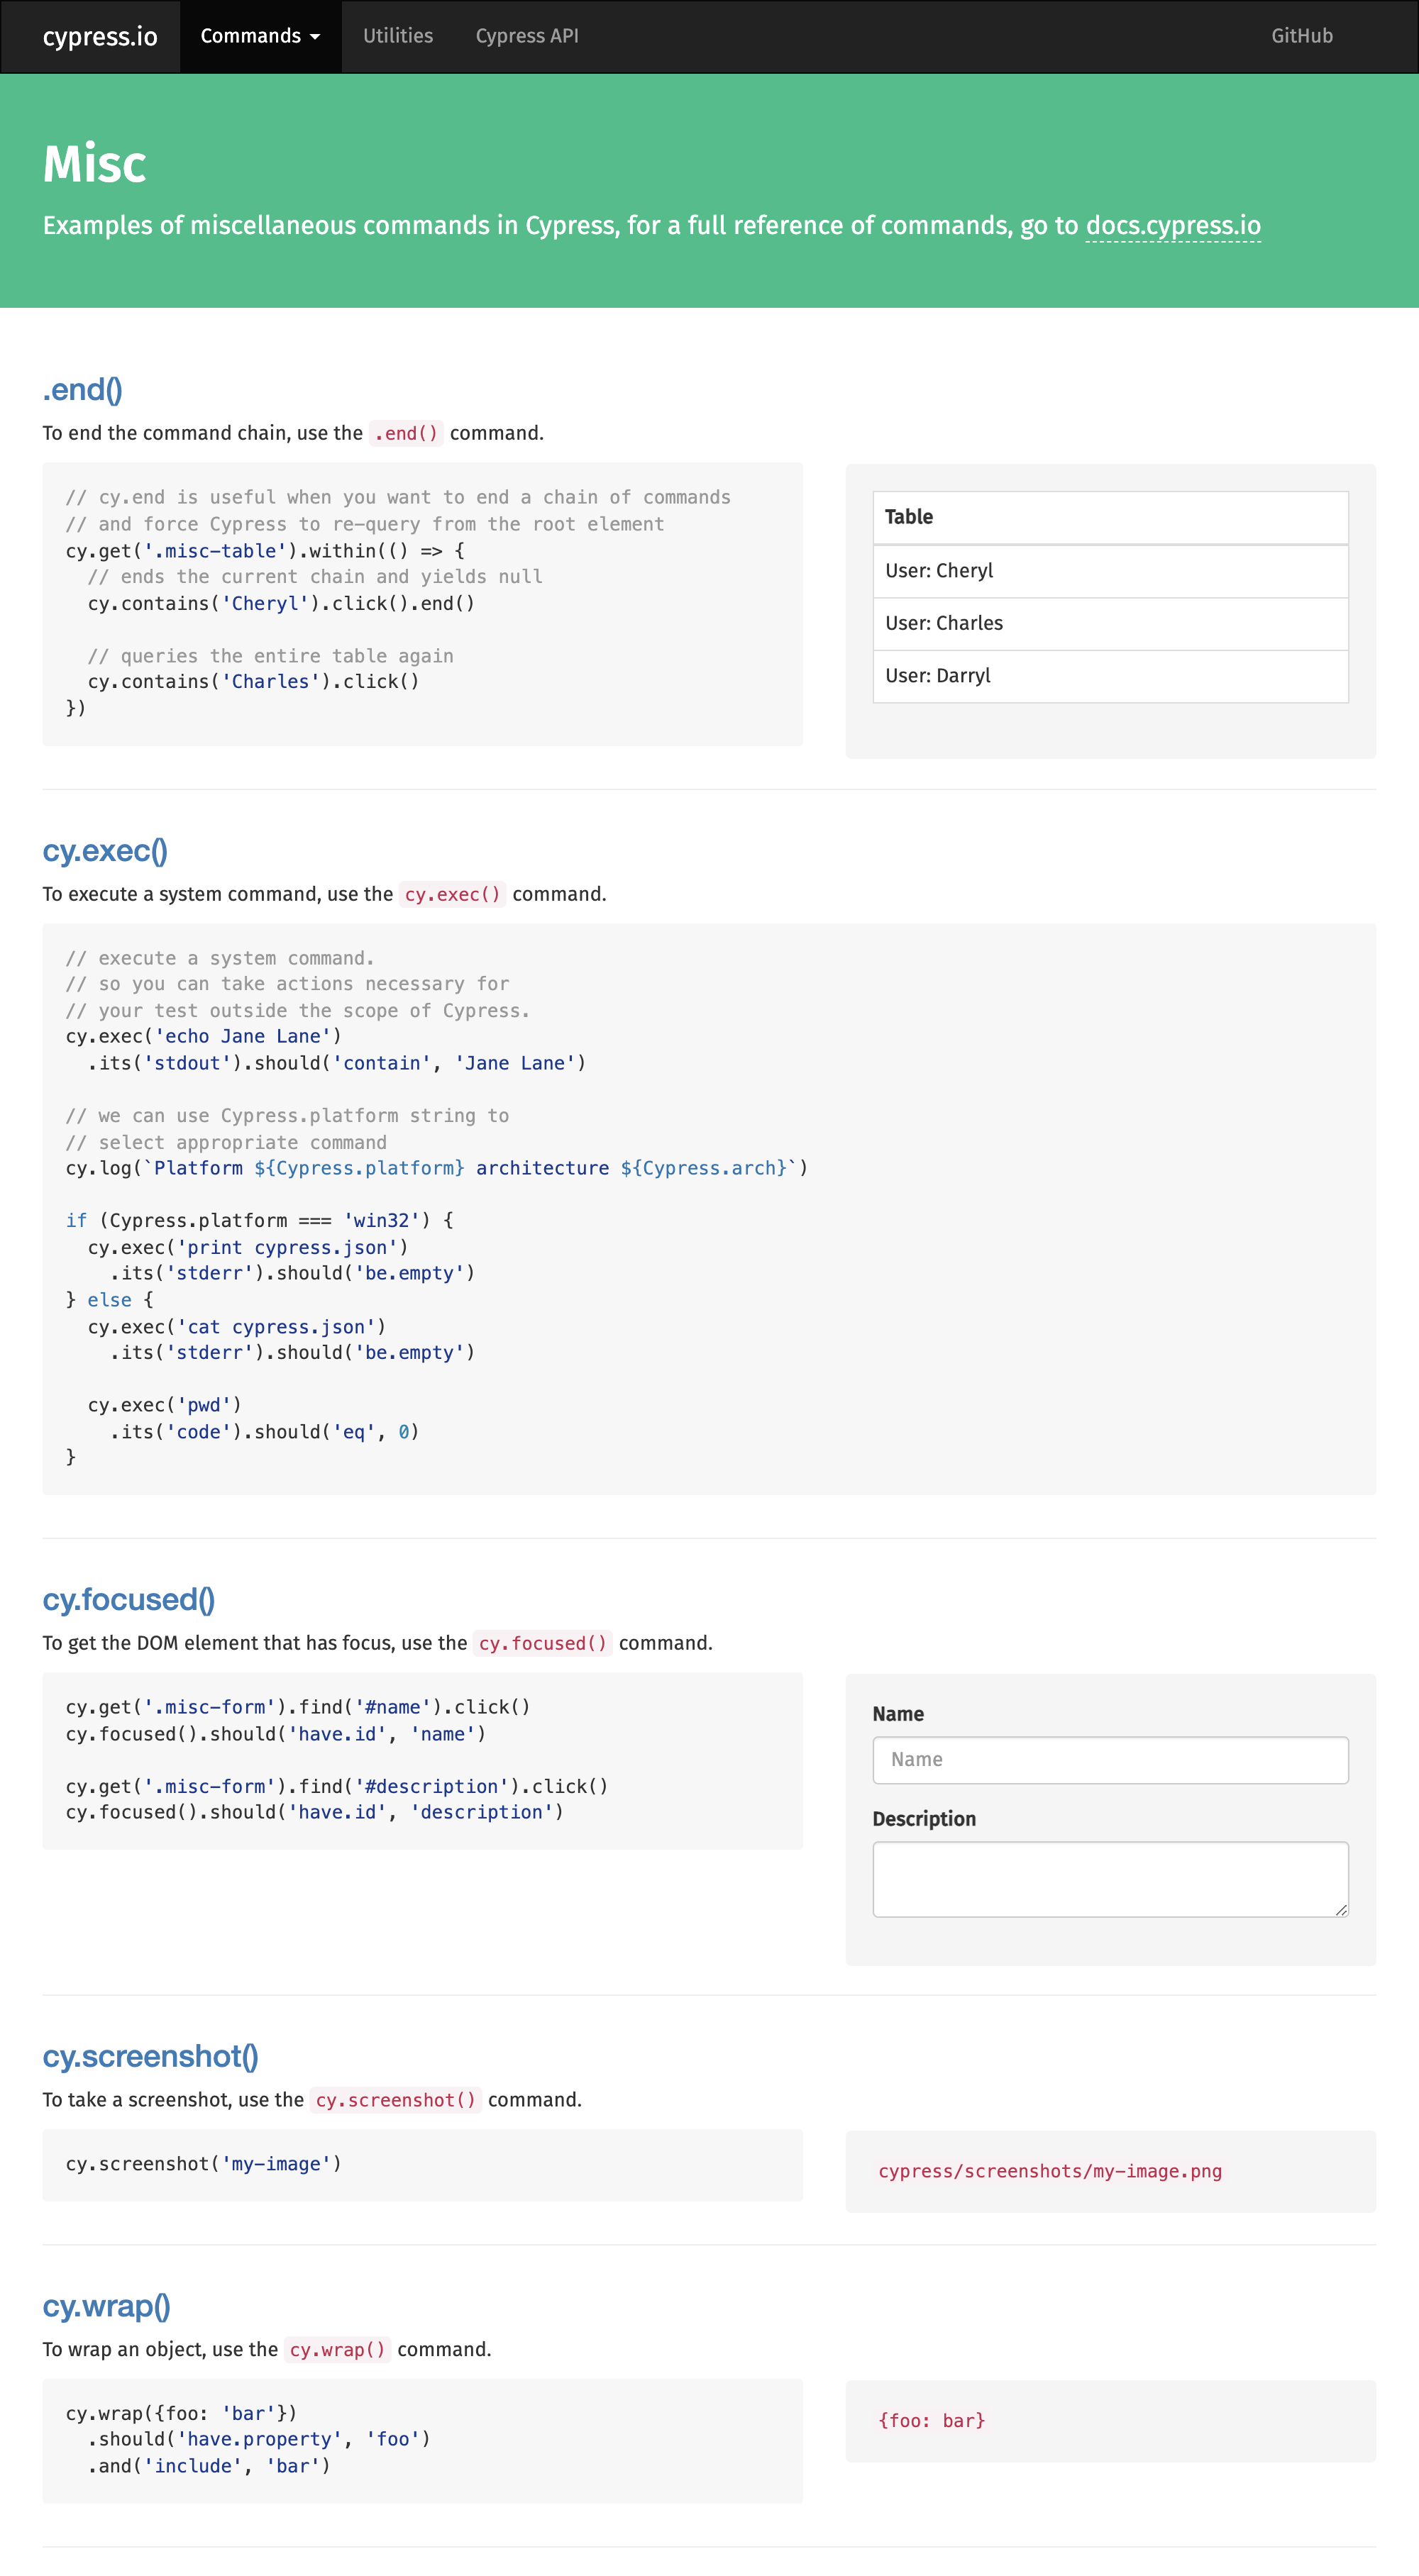 cypress.io Commands Utilities Cypress API GitHub
Misc
Examples of miscellaneous commands in Cypress, for a full reference of commands, go to docs.cypress.io
.end()
To end the command chain, use the .end() command.
// cy.end is useful when you want to end a chain of commands
// and force Cypress to re-query from the root element
cy.get('.misc-table').within(() => {
  // ends the current chain and yields null
  cy.contains('Cheryl').click().end()
  // queries the entire table again
  cy.contains('Charles').click()
})
Table
User: Cheryl
User: Charles
User: Darryl
cy.exec()
To execute a system command, use the cy.exec() command.
// execute a system command.
// so you can take actions necessary for
// your test outside the scope of Cypress.
cy.exec('echo Jane Lane')
  .its('stdout').should('contain', 'Jane Lane')
// we can use Cypress.platform string to
// select appropriate command
cy.log(`Platform ${Cypress.platform} architecture ${Cypress.arch}`)
if (Cypress.platform === 'win32') {
  cy.exec('print cypress.json')
    .its('stderr').should('be.empty')
} else {
  cy.exec('cat cypress.json')
    .its('stderr').should('be.empty')
  cy.exec('pwd')
    .its('code').should('eq', 0)
}
cy.focused()
To get the DOM element that has focus, use the cy.focused() command.
cy.get('.misc-form').find('#name').click()
cy.focused().should('have.id', 'name')
cy.get('.misc-form').find('#description').click()
cy.focused().should('have.id', 'description')
Name
Name
Description
cy.screenshot()
To take a screenshot, use the cy.screenshot() command.
cy.screenshot('my-image')
cypress/screenshots/my-image.png
cy.wrap()
To wrap an object, use the cy.wrap() command.
cy.wrap({foo: 'bar'})
  .should('have.property', 'foo')
  .and('include', 'bar')
{foo: bar}